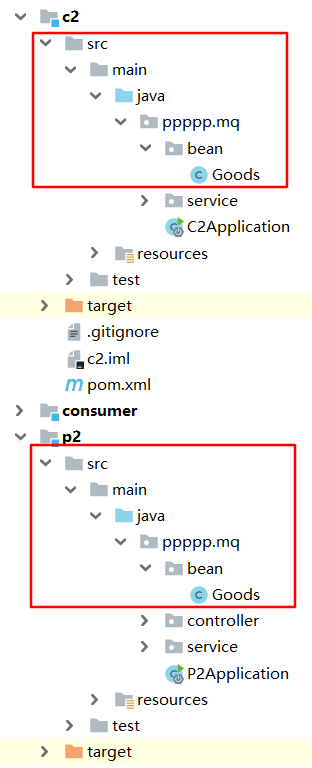 c2
src
main
java
ppppp.mq
bean
Goods
service
C2Application
resources
test
target
.gitignore
c2.iml
pom.xml
consumer
p2
src
main
java
ppppp.mq
bean
Goods
controller
service
P2Application
resources
test
target